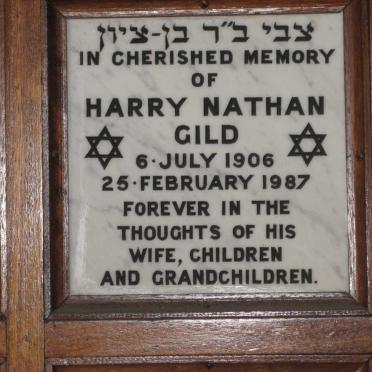 צבי ב״ר בן-ציון
IN CHERISHED MEMORY
OF
HARRY NATHAN
GILD
6·JULY 1906
25·FEBRUARY 1987
FOREVER IN THE
THOUGHTS OF HIS
WIFE, CHILDREN
AND GRANDCHILDREN.